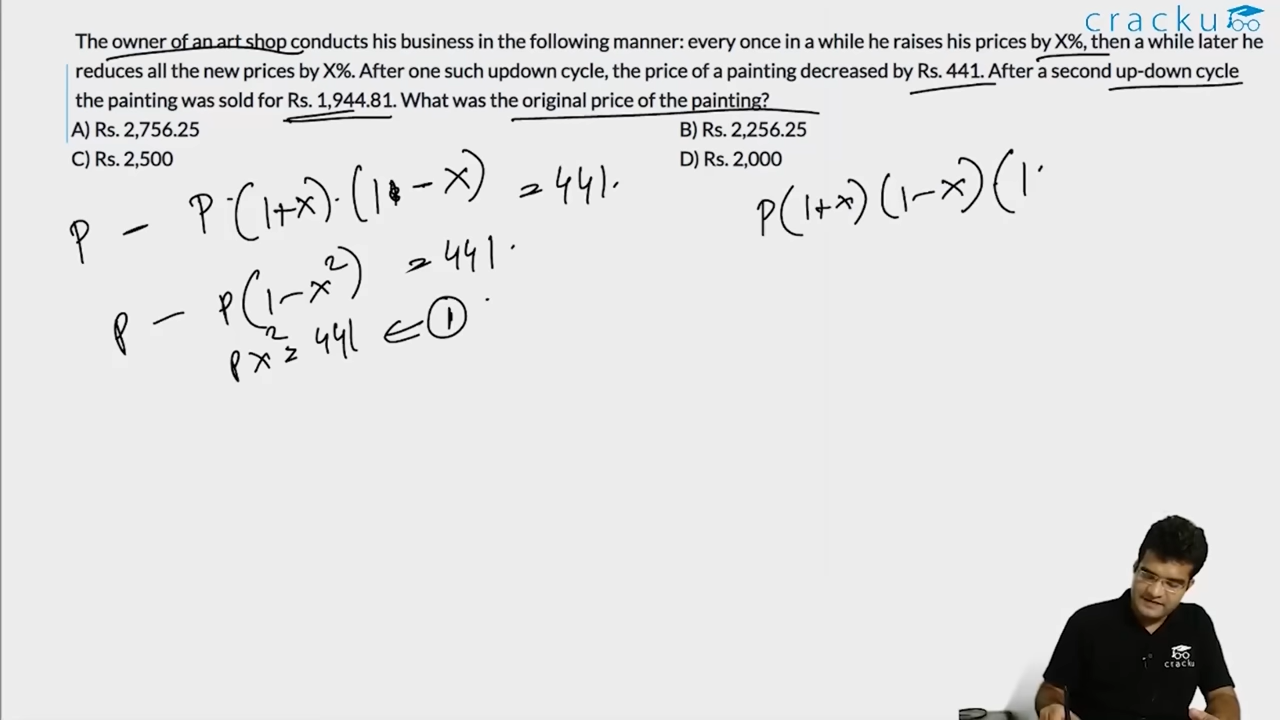 cracku
The owner of an art shop conducts his business in the following manner: every once in a while he raises his prices by X%, then a while later he
reduces all the new prices by X%. After one such updown cycle, the price of a painting decreased by Rs. 441. After a second up-down cycle
the painting was sold for Rs. 1,944.81. What was the original price of the painting?
A) Rs. 2,756.25 B) Rs. 2,256.25
C) Rs. 2,500 D) Rs. 2,000
P - P·(1+x)·(1-x) = 441. P(1+x)(1-x)(1
P - P(1-x²) = 441.
Px² = 441 ⇐ ①
cracku